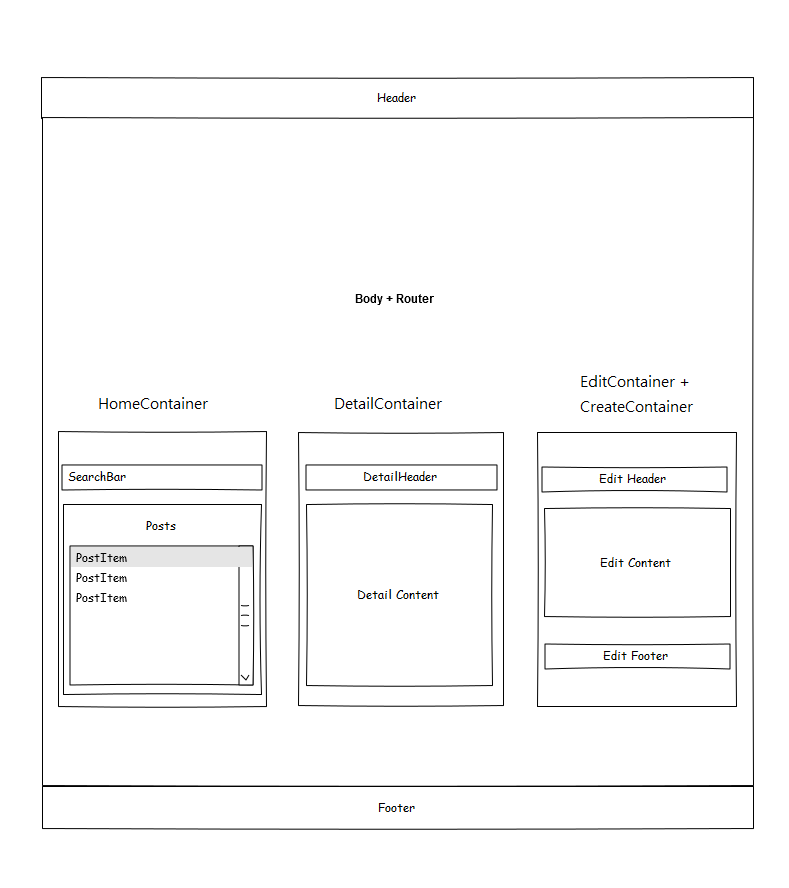 Header
Body + Router
HomeContainer
DetailContainer
EditContainer +
CreateContainer
SearchBar
Posts
PostItem
PostItem
PostItem
DetailHeader
Detail Content
Edit Header
Edit Content
Edit Footer
Footer